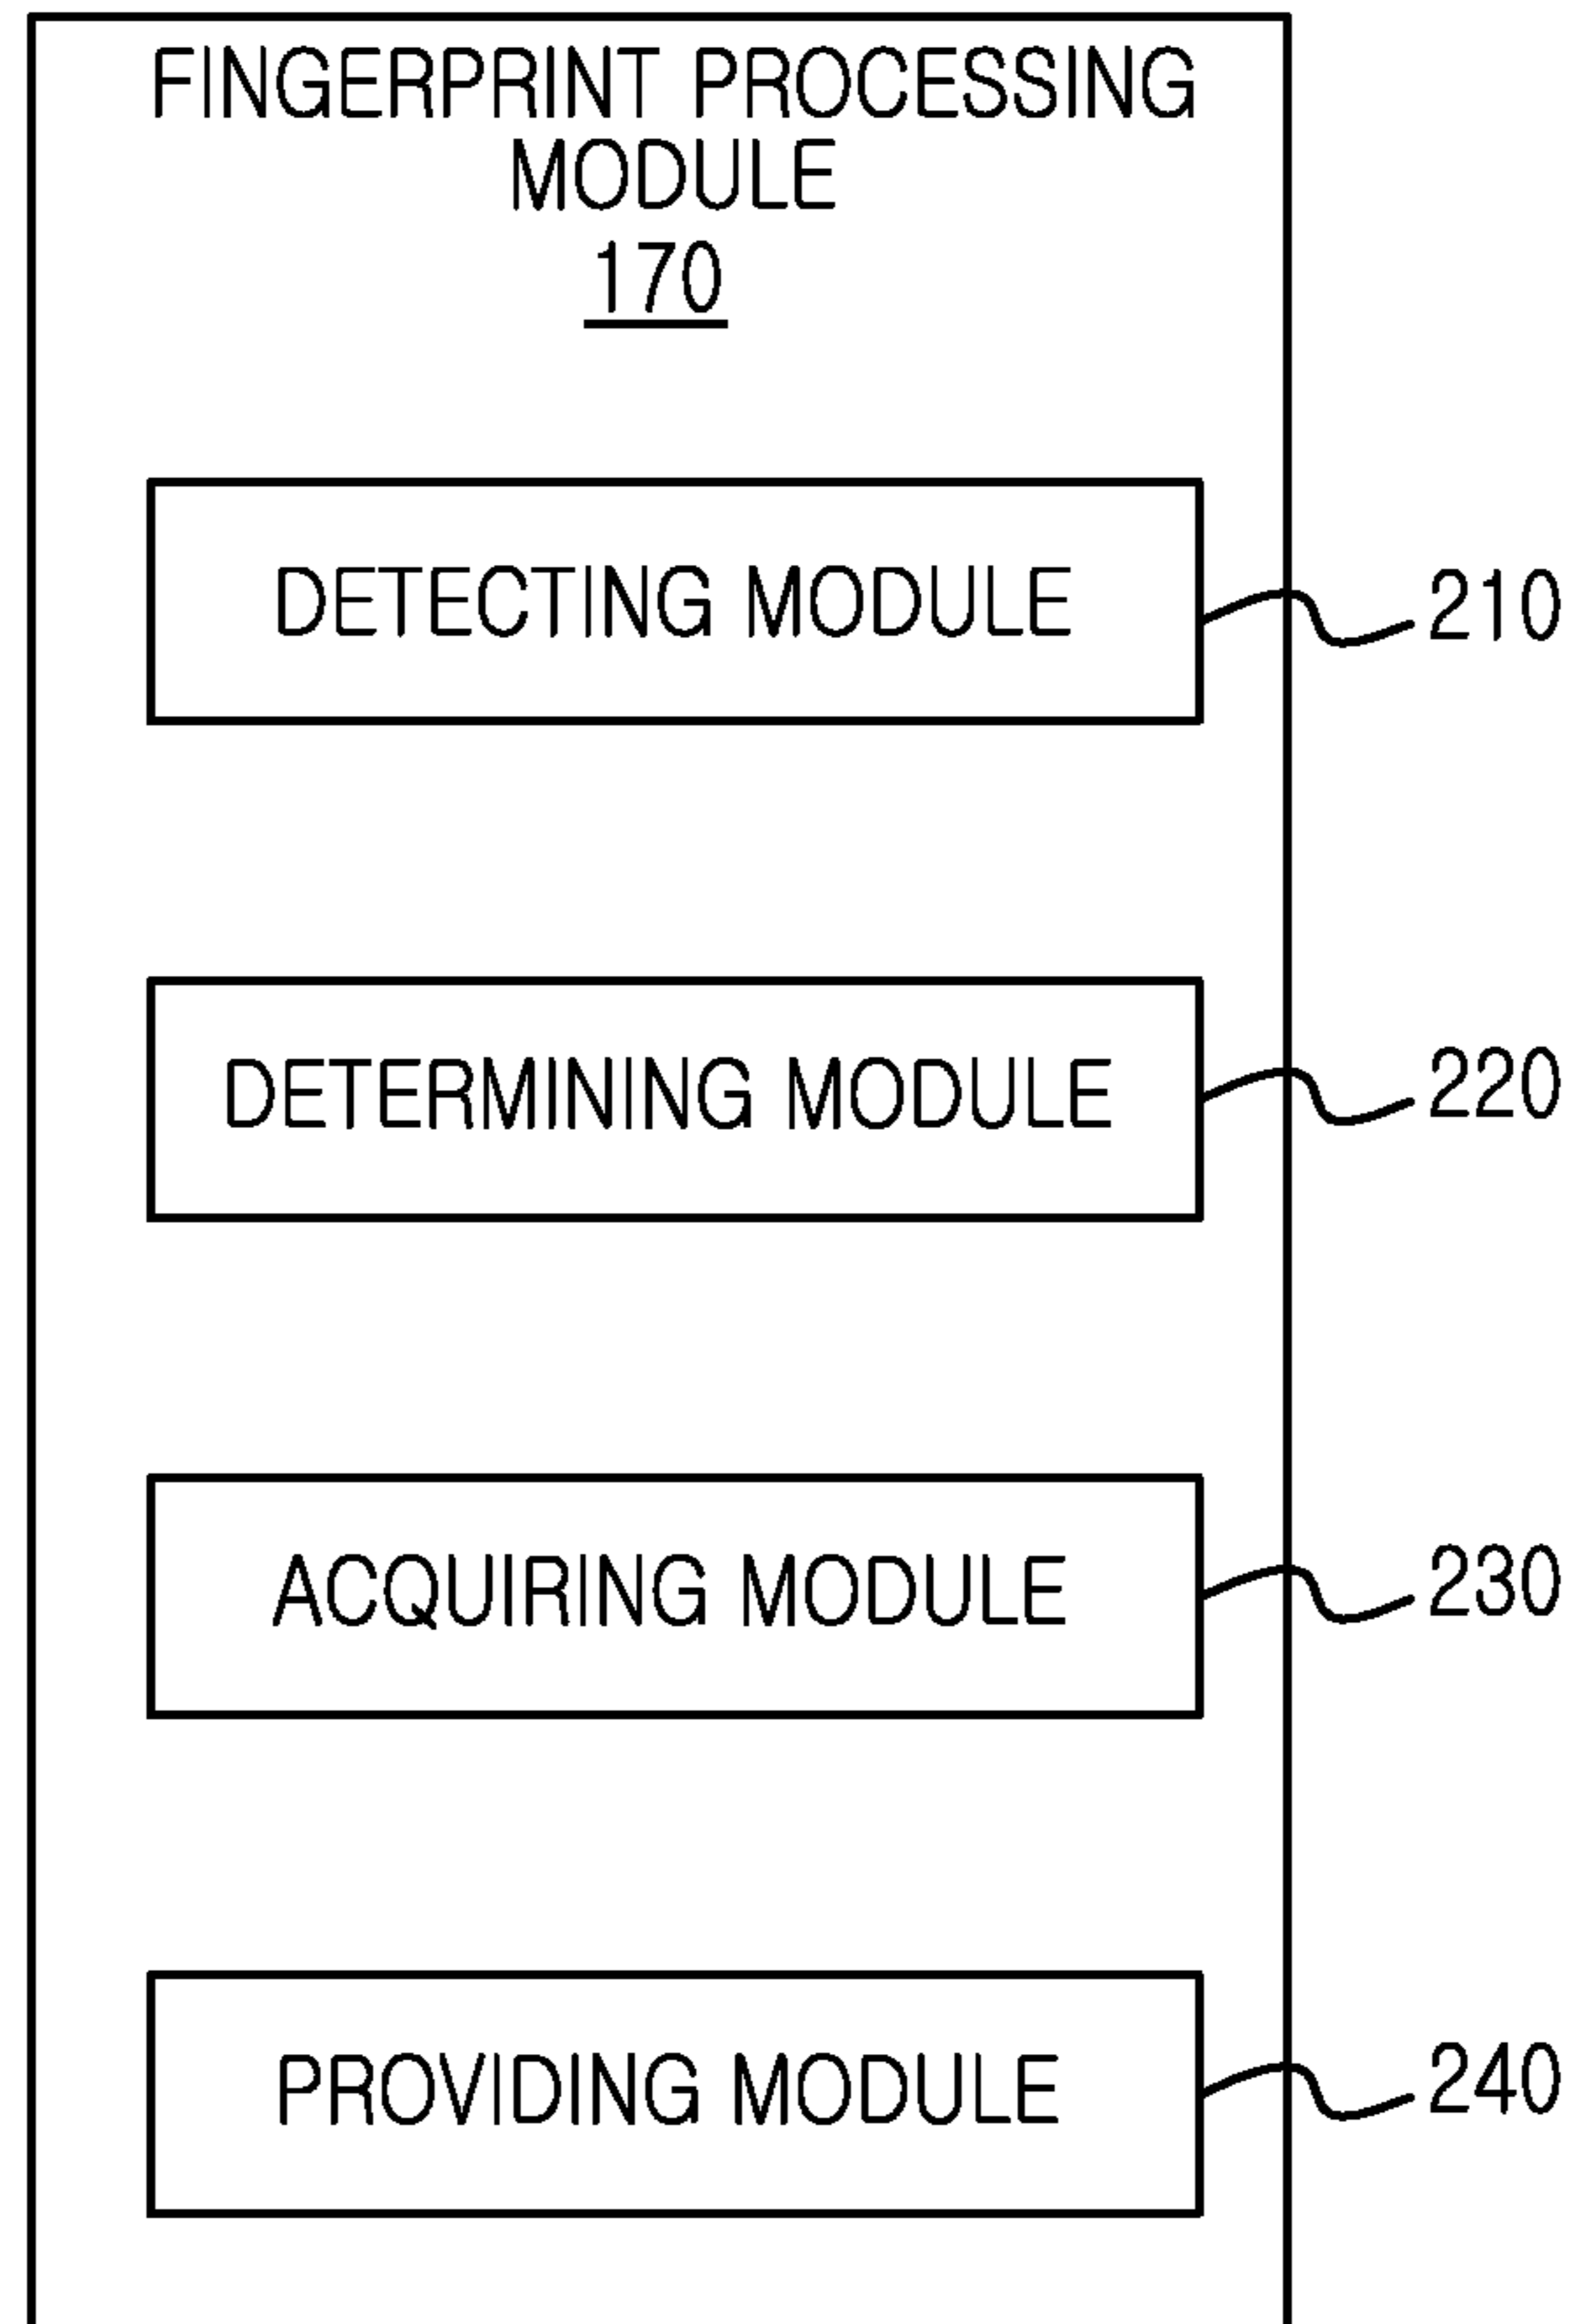 FINGERPRINT PROCESSING
MODULE
170
DETECTING MODULE
210
DETERMINING MODULE
220
ACQUIRING MODULE
230
PROVIDING MODULE
240